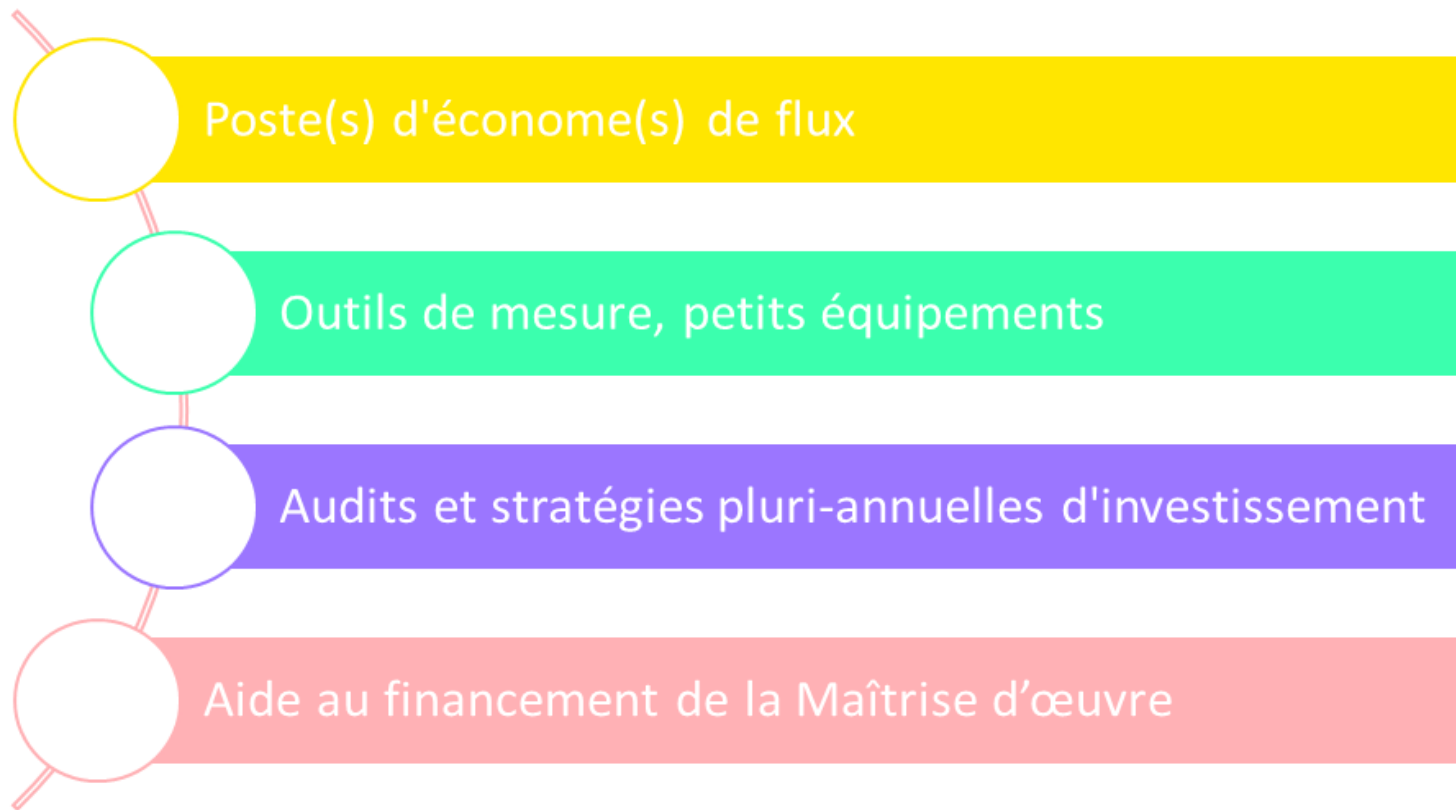 Poste(s) d'économe(s) de flux
Outils de mesure, petits équipements
Audits et stratégies pluri-annuelles d'investissement
Aide au financement de la Maîtrise d’œuvre